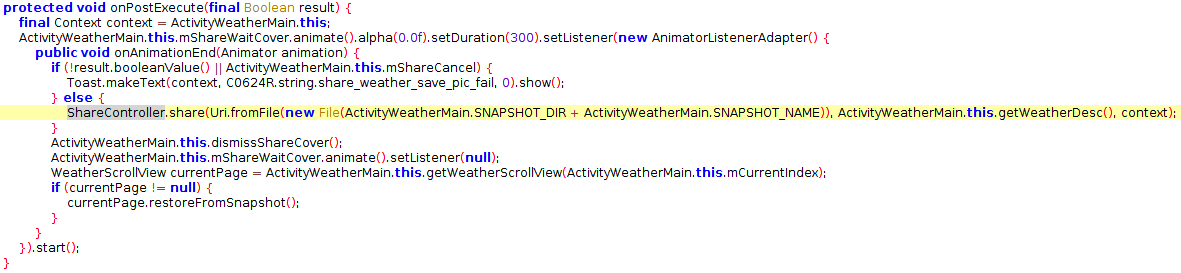 protected void onPostExecute(final Boolean result) {
final Context context = ActivityWeatherMain.this;
ActivityWeatherMain.this.mShareWaitCover.animate().alpha(0.0f).setDuration(300).setListener(new AnimatorListenerAdapter() {
public void onAnimationEnd(Animator animation) {
if (!result.booleanValue() || ActivityWeatherMain.this.mShareCancel) {
Toast.makeText(context, C0624R.string.share_weather_save_pic_fail, 0).show();
} else {
ShareController.share(Uri.fromFile(new File(ActivityWeatherMain.SNAPSHOT_DIR + ActivityWeatherMain.SNAPSHOT_NAME)), ActivityWeatherMain.this.getWeatherDesc(), context);
}
ActivityWeatherMain.this.dismissShareCover();
ActivityWeatherMain.this.mShareWaitCover.animate().setListener(null);
WeatherScrollView currentPage = ActivityWeatherMain.this.getWeatherScrollView(ActivityWeatherMain.this.mCurrentIndex);
if (currentPage != null) {
currentPage.restoreFromSnapshot();
}
}
}).start();
}